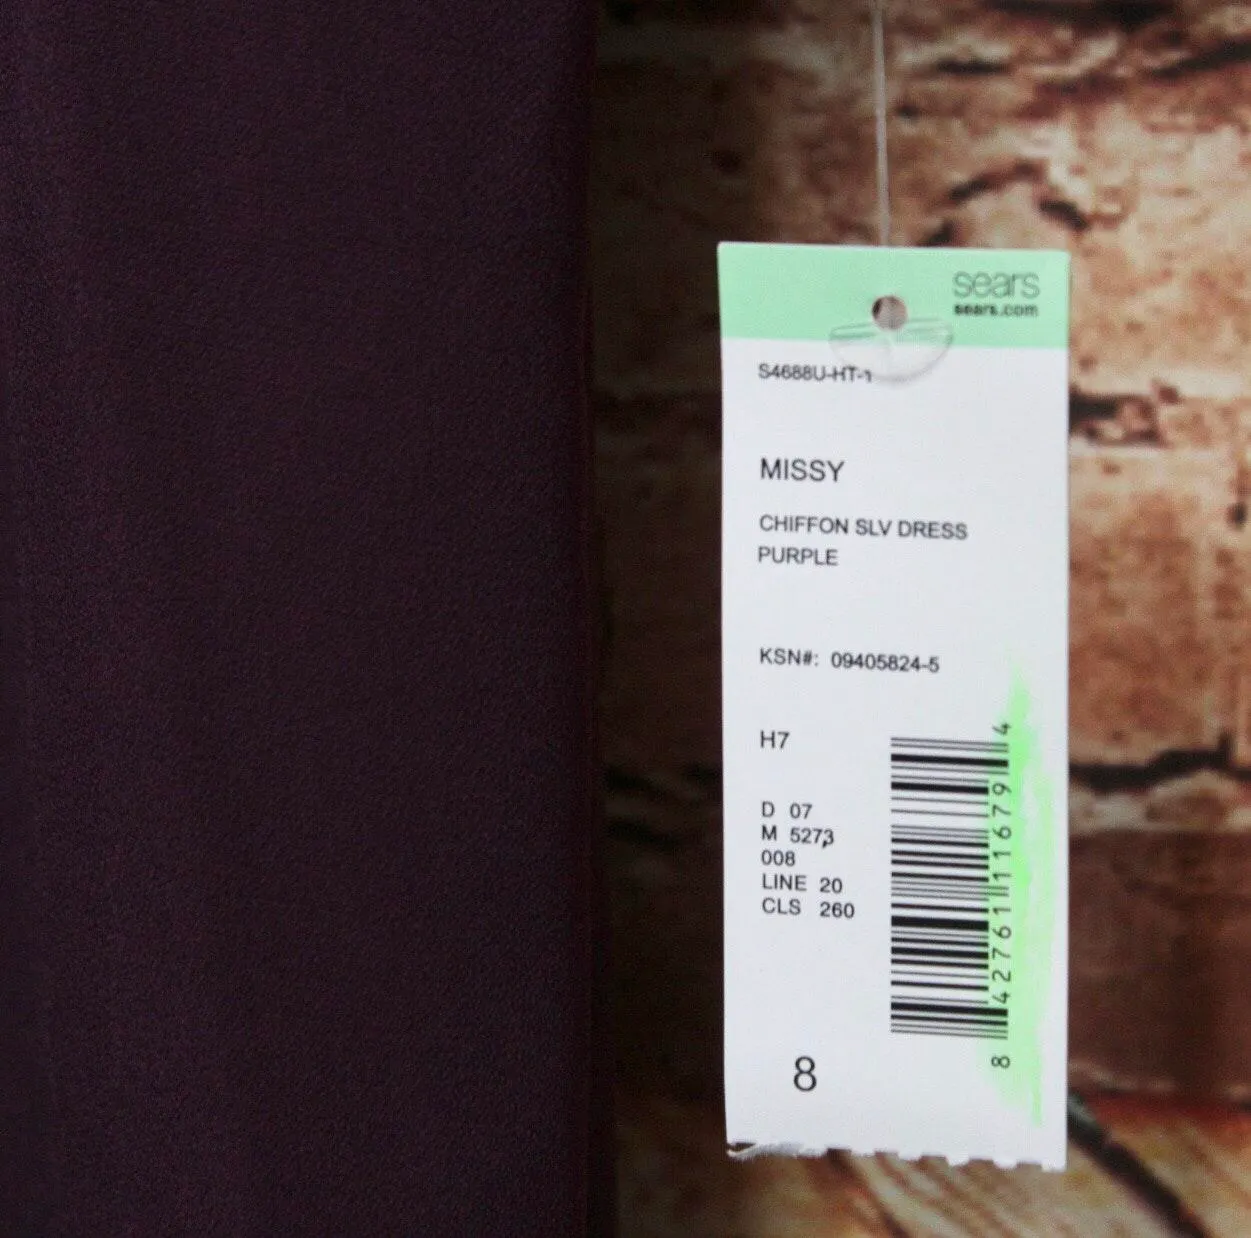 sears
sears.com
S4688U-HT-1
MISSY
CHIFFON SLV DRESS
PURPLE
KSN#: 09405824-5
H7
D 07
M 5273
008
LINE 20
CLS 260
8 42761 11679 4
8